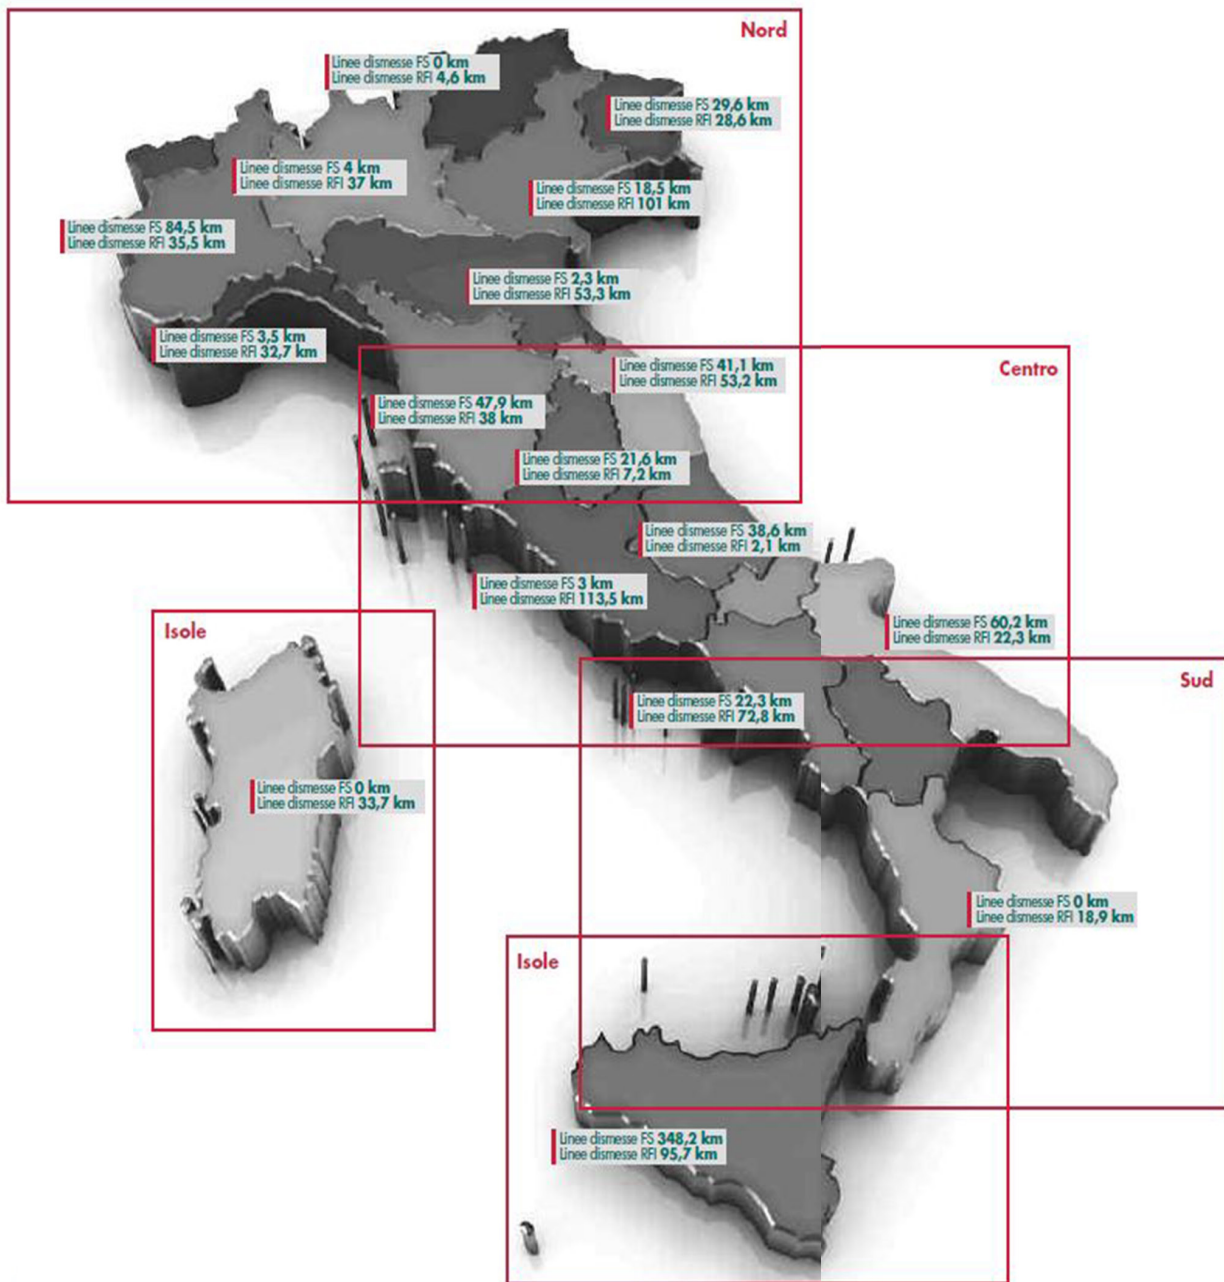 Nord
Linee dismesse FS 0 km
Linee dismesse RFI 4,6 km
Linee dismesse FS 29,6 km
Linee dismesse RFI 28,6 km
Linee dismesse FS 4 km
Linee dismesse RFI 37 km
Linee dismesse FS 18,5 km
Linee dismesse RFI 101 km
Linee dismesse FS 84,5 km
Linee dismesse RFI 35,5 km
Linee dismesse FS 2,3 km
Linee dismesse RFI 53,3 km
Linee dismesse FS 3,5 km
Linee dismesse RFI 32,7 km
Centro
Linee dismesse FS 41,1 km
Linee dismesse RFI 53,2 km
Linee dismesse FS 47,9 km
Linee dismesse RFI 38 km
Linee dismesse FS 21,6 km
Linee dismesse RFI 7,2 km
Linee dismesse FS 38,6 km
Linee dismesse RFI 2,1 km
Linee dismesse FS 3 km
Linee dismesse RFI 113,5 km
Linee dismesse FS 60,2 km
Linee dismesse RFI 22,3 km
Isole
Sud
Linee dismesse FS 22,3 km
Linee dismesse RFI 72,8 km
Linee dismesse FS 0 km
Linee dismesse RFI 33,7 km
Linee dismesse FS 0 km
Linee dismesse RFI 18,9 km
Isole
Linee dismesse FS 348,2 km
Linee dismesse RFI 95,7 km